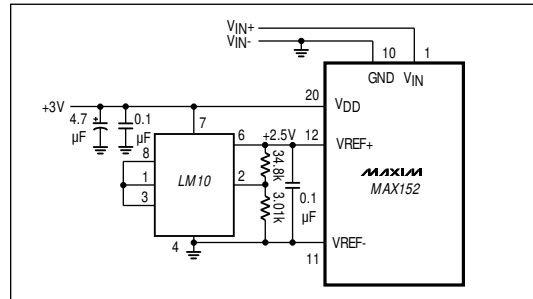 VIN+
VIN-
10
1
GND
VIN
+3V
20
VDD
4.7
µF
0.1
µF
7
6
+2.5V
12
VREF+
8
34.8k
MAXIM
MAX152
1
LM10
2
3
3.01k
0.1
µF
4
VREF-
11